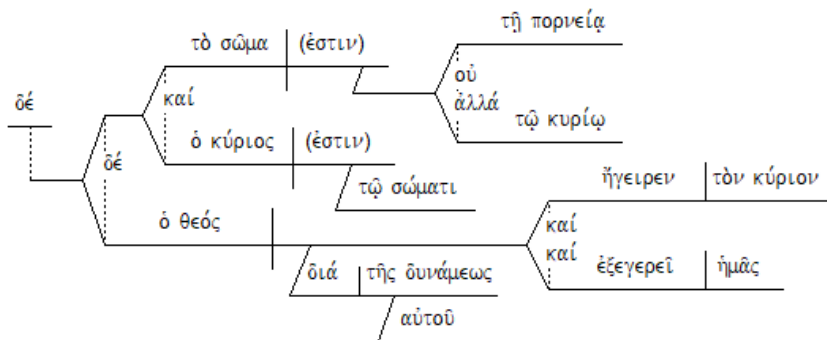 τὸ σῶμα (ἐστιν) τῇ πορνείᾳ
οὐ
δέ καί ἀλλά
ὁ κύριος (ἐστιν) τῷ κυρίῳ
δέ
τῷ σώματι ἤγειρεν τὸν κύριον
ὁ θεός καί
καί
διά τῆς δυνάμεως ἐξεγερεῖ ἡμᾶς
αὐτοῦ